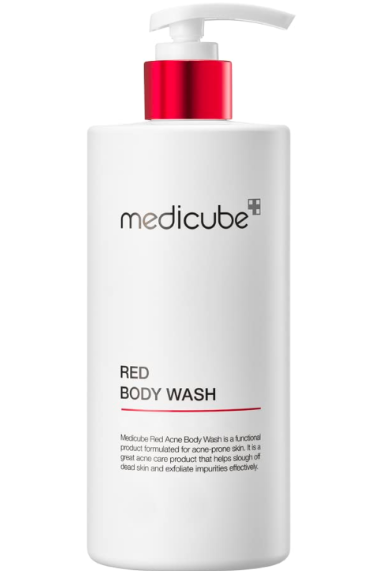 medicube
RED
BODY WASH
Medicube Red Acne Body Wash is a functional
product formulated for acne-prone skin. It is a
great acne care product that helps slough off
dead skin and exfoliate impurities effectively.